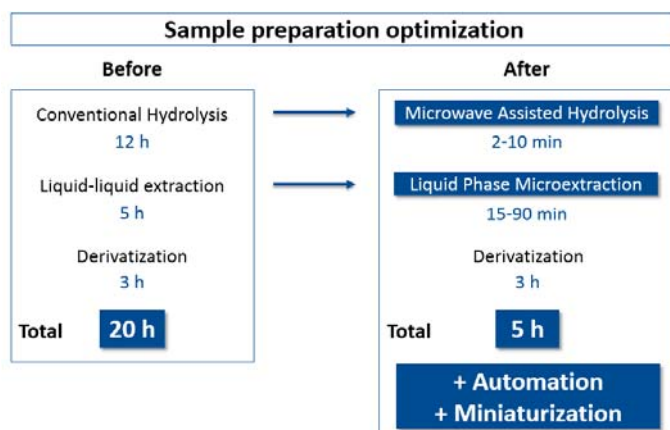 Sample preparation optimization
Before
Conventional Hydrolysis
12 h
Liquid-liquid extraction
5 h
Derivatization
3 h
Total 20 h
After
Microwave Assisted Hydrolysis
2-10 min
Liquid Phase Microextraction
15-90 min
Derivatization
3 h
Total 5 h
+ Automation
+ Miniaturization